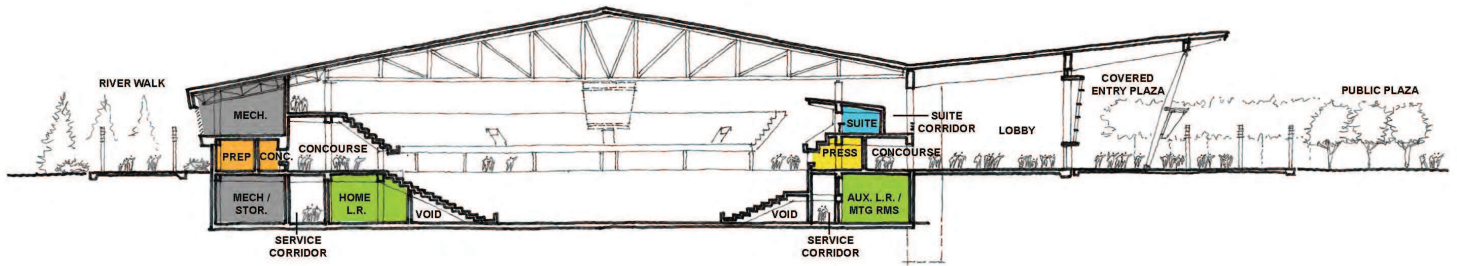 RIVER WALK
MECH.
PREP
CONC.
CONCOURSE
MECH /
STOR.
HOME
L.R.
VOID
SERVICE
CORRIDOR
SUITE
SUITE
CORRIDOR
PRESS
CONCOURSE
LOBBY
COVERED
ENTRY PLAZA
PUBLIC PLAZA
VOID
AUX. L.R. /
MTG RMS
SERVICE
CORRIDOR